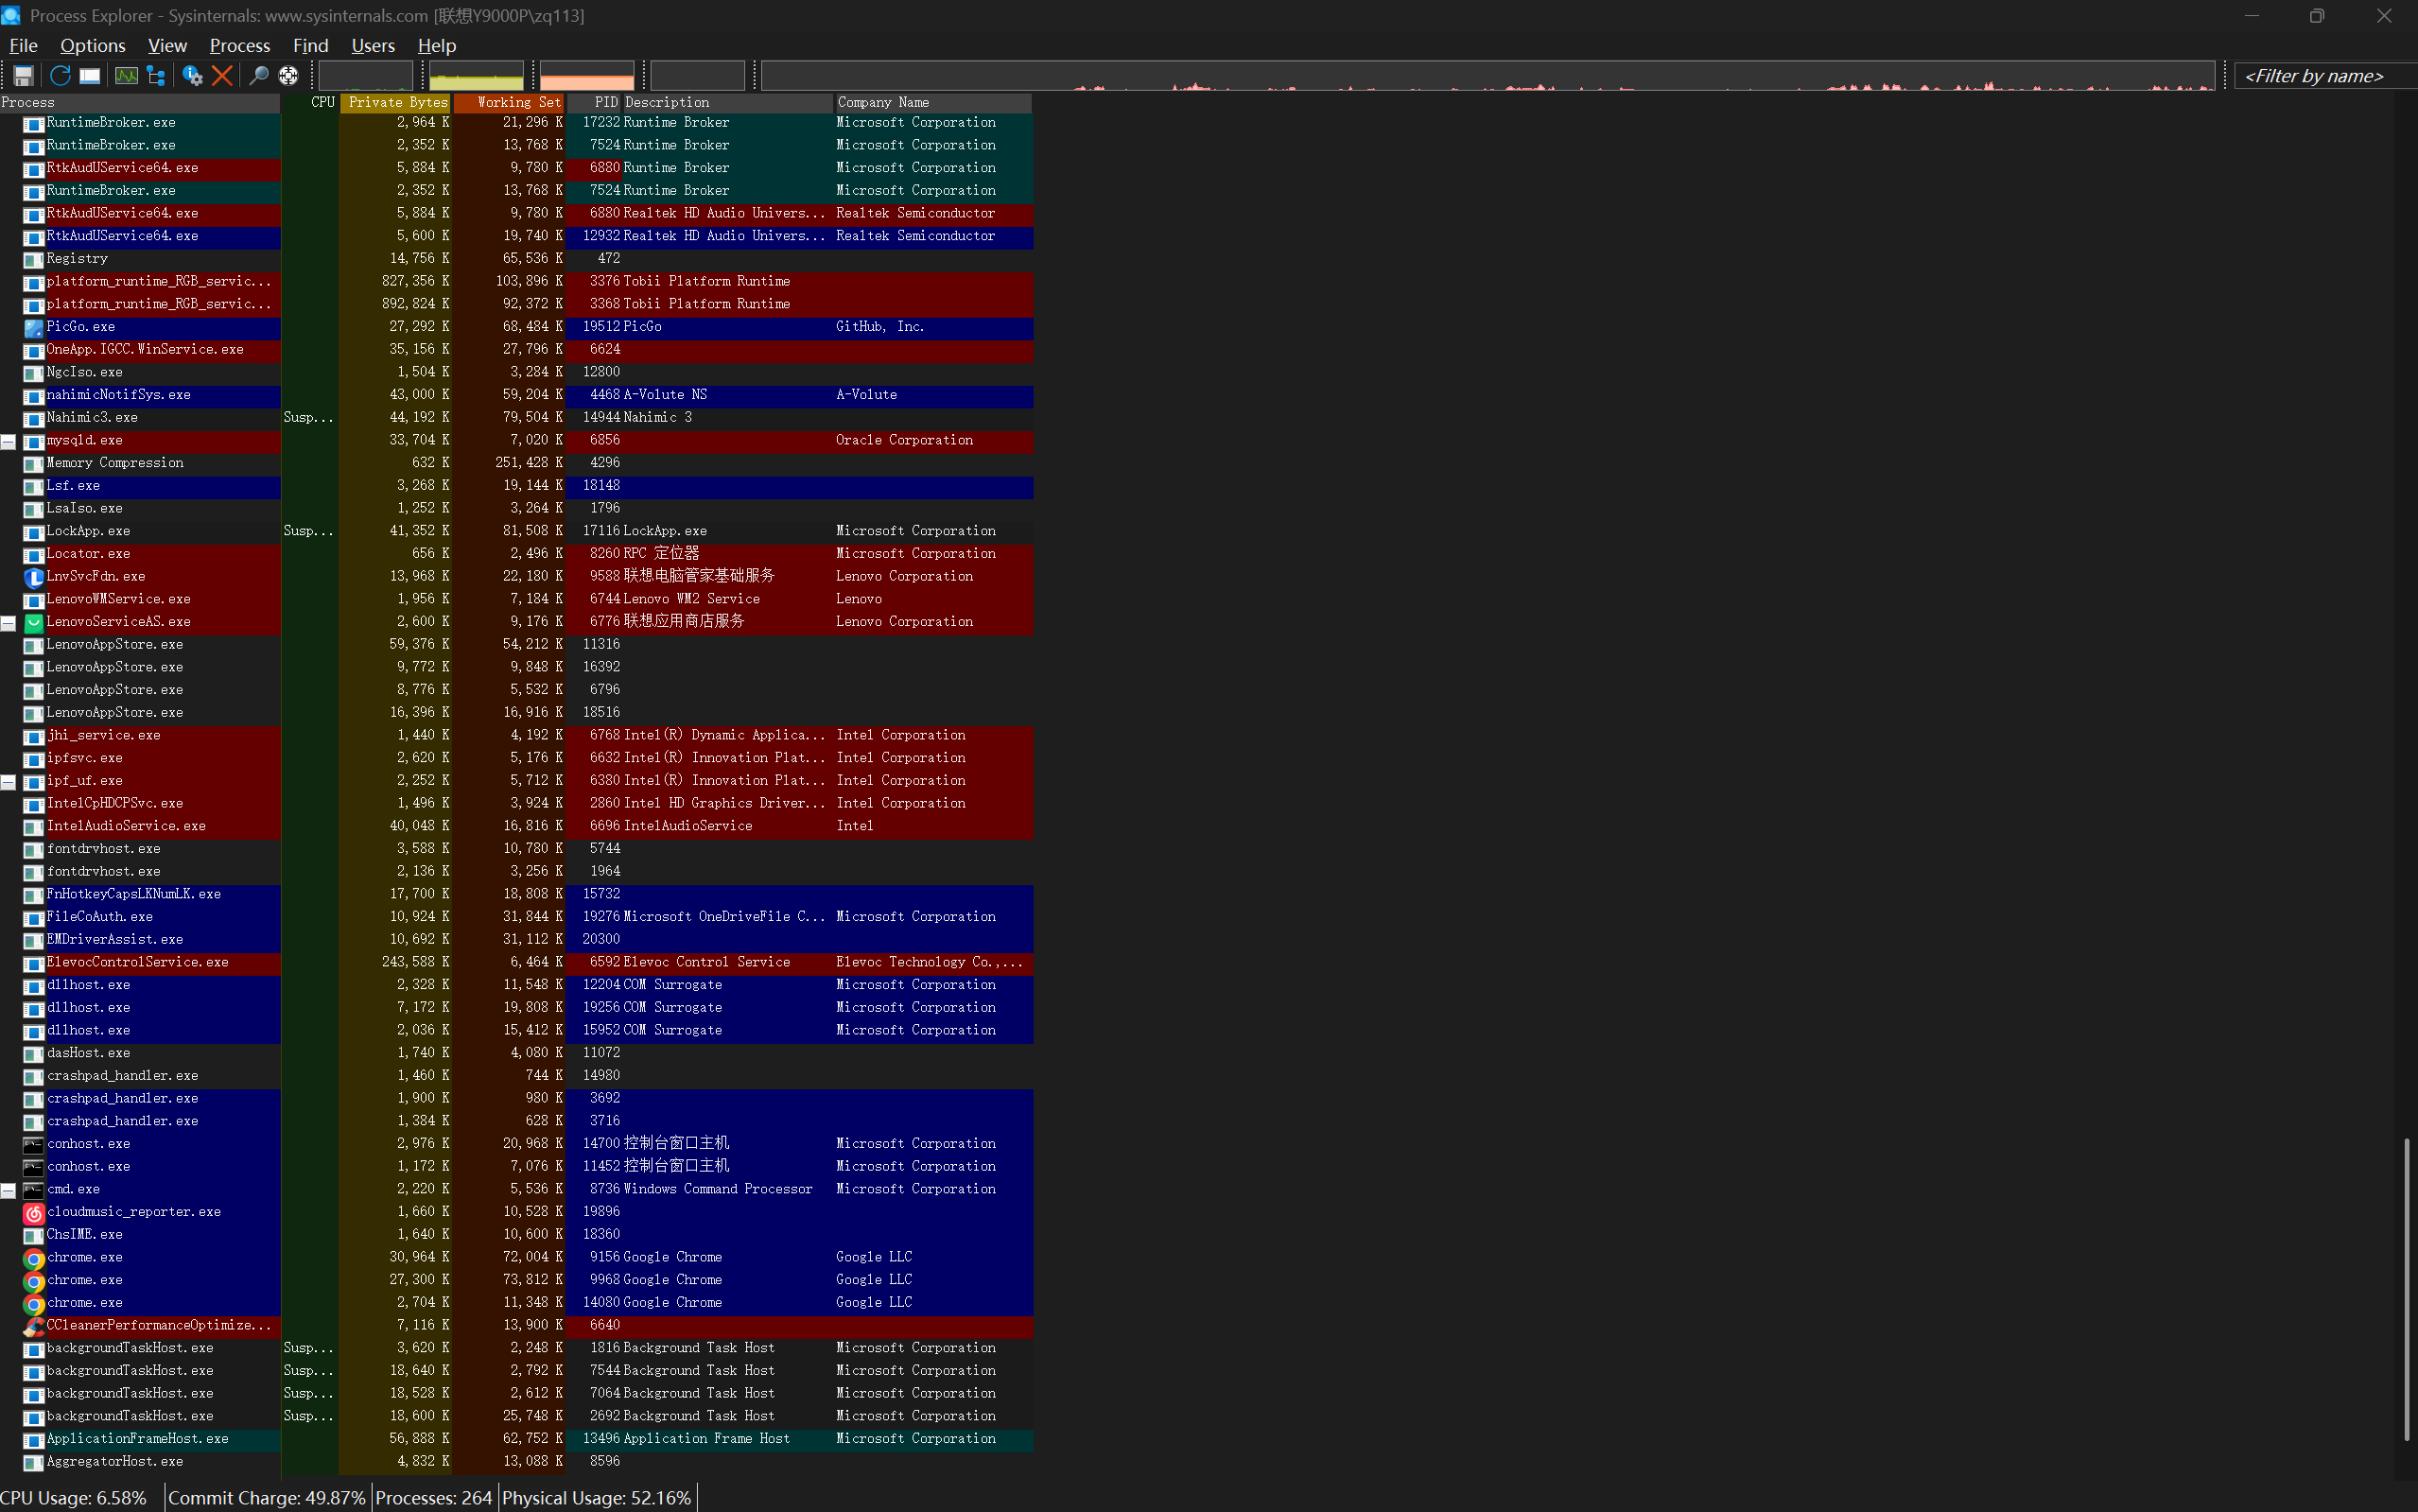 Process Explorer - Sysinternals: www.sysinternals.com [联想Y9000P\zq113]
File Options View Process Find Users Help
<Filter by name>
Process CPU Private Bytes Working Set PID Description Company Name
RuntimeBroker.exe 2,964 K 21,296 K 17232 Runtime Broker Microsoft Corporation
RuntimeBroker.exe 2,352 K 13,768 K 7524 Runtime Broker Microsoft Corporation
RtkAudUService64.exe 5,884 K 9,780 K 6880 Runtime Broker Microsoft Corporation
RuntimeBroker.exe 2,352 K 13,768 K 7524 Runtime Broker Microsoft Corporation
RtkAudUService64.exe 5,884 K 9,780 K 6880 Realtek HD Audio Univers... Realtek Semiconductor
RtkAudUService64.exe 5,600 K 19,740 K 12932 Realtek HD Audio Univers... Realtek Semiconductor
Registry 14,756 K 65,536 K 472
platform_runtime_RGB_servic... 827,356 K 103,896 K 3376 Tobii Platform Runtime
platform_runtime_RGB_servic... 892,824 K 92,372 K 3368 Tobii Platform Runtime
PicGo.exe 27,292 K 68,484 K 19512 PicGo GitHub, Inc.
OneApp.IGCC.WinService.exe 35,156 K 27,796 K 6624
NgcIso.exe 1,504 K 3,284 K 12800
nahimicNotifSys.exe 43,000 K 59,204 K 4468 A-Volute NS A-Volute
Nahimic3.exe Susp... 44,192 K 79,504 K 14944 Nahimic 3
mysqld.exe 33,704 K 7,020 K 6856 Oracle Corporation
Memory Compression 632 K 251,428 K 4296
Lsf.exe 3,268 K 19,144 K 18148
LsaIso.exe 1,252 K 3,264 K 1796
LockApp.exe Susp... 41,352 K 81,508 K 17116 LockApp.exe Microsoft Corporation
Locator.exe 656 K 2,496 K 8260 RPC 定位器 Microsoft Corporation
LnvSvcFdn.exe 13,968 K 22,180 K 9588 联想电脑管家基础服务 Lenovo Corporation
LenovoWMService.exe 1,956 K 7,184 K 6744 Lenovo WM2 Service Lenovo
LenovoServiceAS.exe 2,600 K 9,176 K 6776 联想应用商店服务 Lenovo Corporation
LenovoAppStore.exe 59,376 K 54,212 K 11316
LenovoAppStore.exe 9,772 K 9,848 K 16392
LenovoAppStore.exe 8,776 K 5,532 K 6796
LenovoAppStore.exe 16,396 K 16,916 K 18516
jhi_service.exe 1,440 K 4,192 K 6768 Intel(R) Dynamic Applica... Intel Corporation
ipfsvc.exe 2,620 K 5,176 K 6632 Intel(R) Innovation Plat... Intel Corporation
ipf_uf.exe 2,252 K 5,712 K 6380 Intel(R) Innovation Plat... Intel Corporation
IntelCpHDCPSvc.exe 1,496 K 3,924 K 2860 Intel HD Graphics Driver... Intel Corporation
IntelAudioService.exe 40,048 K 16,816 K 6696 IntelAudioService Intel
fontdrvhost.exe 3,588 K 10,780 K 5744
fontdrvhost.exe 2,136 K 3,256 K 1964
FnHotkeyCapsLKNumLK.exe 17,700 K 18,808 K 15732
FileCoAuth.exe 10,924 K 31,844 K 19276 Microsoft OneDriveFile C... Microsoft Corporation
EMDriverAssist.exe 10,692 K 31,112 K 20300
ElevocControlService.exe 243,588 K 6,464 K 6592 Elevoc Control Service Elevoc Technology Co.,...
dllhost.exe 2,328 K 11,548 K 12204 COM Surrogate Microsoft Corporation
dllhost.exe 7,172 K 19,808 K 19256 COM Surrogate Microsoft Corporation
dllhost.exe 2,036 K 15,412 K 15952 COM Surrogate Microsoft Corporation
dasHost.exe 1,740 K 4,080 K 11072
crashpad_handler.exe 1,460 K 744 K 14980
crashpad_handler.exe 1,900 K 980 K 3692
crashpad_handler.exe 1,384 K 628 K 3716
conhost.exe 2,976 K 20,968 K 14700 控制台窗口主机 Microsoft Corporation
conhost.exe 1,172 K 7,076 K 11452 控制台窗口主机 Microsoft Corporation
cmd.exe 2,220 K 5,536 K 8736 Windows Command Processor Microsoft Corporation
cloudmusic_reporter.exe 1,660 K 10,528 K 19896
ChsIME.exe 1,640 K 10,600 K 18360
chrome.exe 30,964 K 72,004 K 9156 Google Chrome Google LLC
chrome.exe 27,300 K 73,812 K 9968 Google Chrome Google LLC
chrome.exe 2,704 K 11,348 K 14080 Google Chrome Google LLC
CCleanerPerformanceOptimize... 7,116 K 13,900 K 6640
backgroundTaskHost.exe Susp... 3,620 K 2,248 K 1816 Background Task Host Microsoft Corporation
backgroundTaskHost.exe Susp... 18,640 K 2,792 K 7544 Background Task Host Microsoft Corporation
backgroundTaskHost.exe Susp... 18,528 K 2,612 K 7064 Background Task Host Microsoft Corporation
backgroundTaskHost.exe Susp... 18,600 K 25,748 K 2692 Background Task Host Microsoft Corporation
ApplicationFrameHost.exe 56,888 K 62,752 K 13496 Application Frame Host Microsoft Corporation
AggregatorHost.exe 4,832 K 13,088 K 8596
CPU Usage: 6.58% Commit Charge: 49.87% Processes: 264 Physical Usage: 52.16%